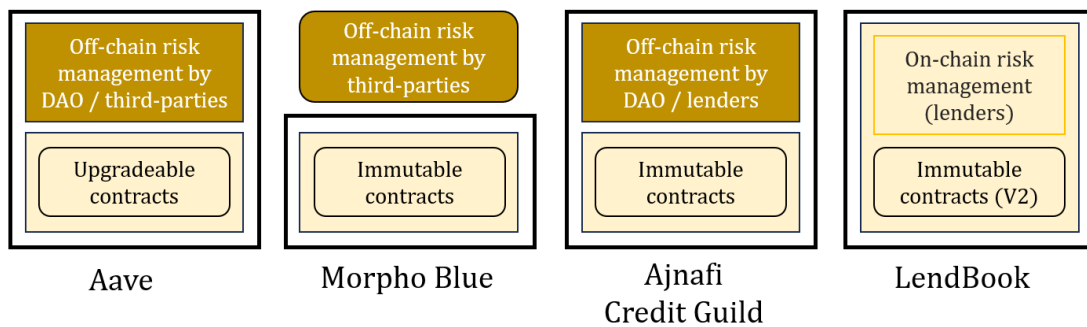 Off-chain risk
management by
DAO / third-parties
Upgradeable
contracts
Aave
Off-chain risk
management by
third-parties
Immutable
contracts
Morpho Blue
Off-chain risk
management by
DAO / lenders
Immutable
contracts
Ajnafi
Credit Guild
On-chain risk
management
(lenders)
Immutable
contracts (V2)
LendBook